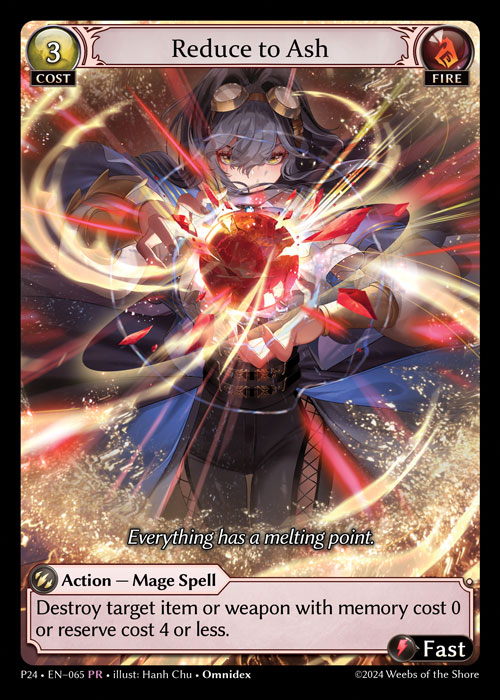 3
COST
Reduce to Ash
FIRE
Everything has a melting point.
Action — Mage Spell
Destroy target item or weapon with memory cost 0
or reserve cost 4 or less.
Fast
P24 • EN–065 PR • illust: Hanh Chu • Omnidex
©2024 Weebs of the Shore